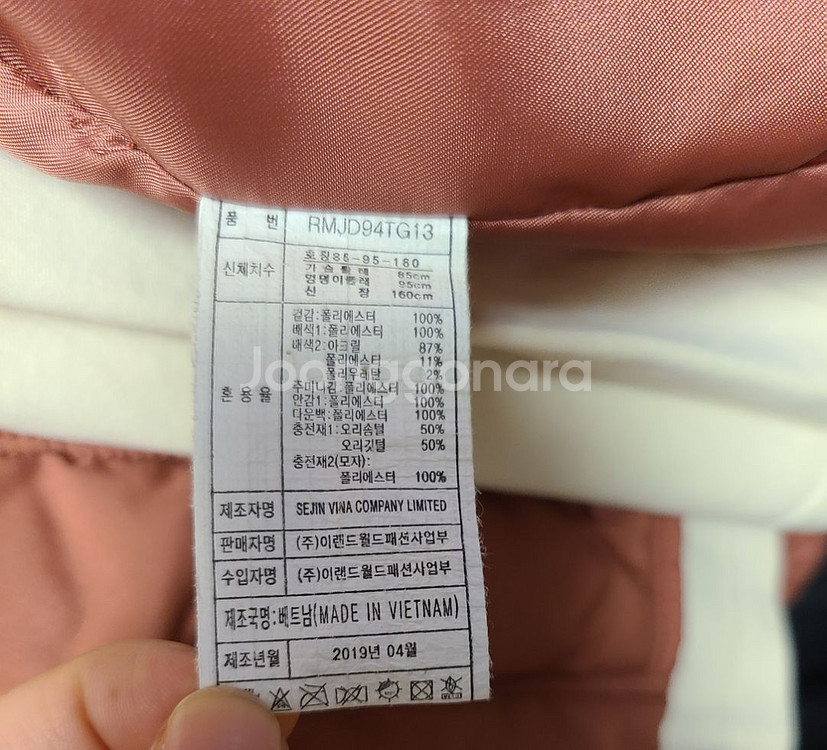 품 번 RMJD94TG13
신체치수 호칭85-95-160
가슴둘레 85cm
엉덩이둘레 95cm
신 장 160cm
혼용율
겉감:폴리에스터 100%
배색1:폴리에스터 100%
배색2:아크릴 87%
폴리에스터 11%
폴리우레탄 2%
주머니감:폴리에스터 100%
안감1:폴리에스터 100%
다운백:폴리에스터 100%
충전재1:오리솜털 50%
오리깃털 50%
충전재2(모자):
폴리에스터 100%
제조자명 SEJIN VINA COMPANY LIMITED
판매자명 (주)이랜드월드패션사업부
수입자명 (주)이랜드월드패션사업부
제조국명:베트남(MADE IN VIETNAM)
제조년월 2019년 04월
Joonggonara